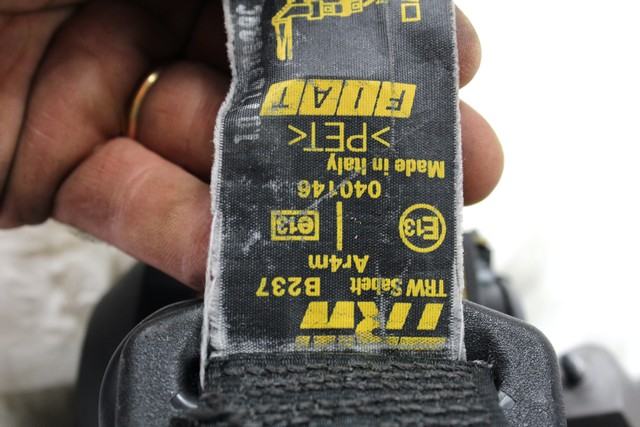 TRW
TRW Sabelt B237
Ar4m
E13 e13
040146
Made in Italy
>PET<
FIAT